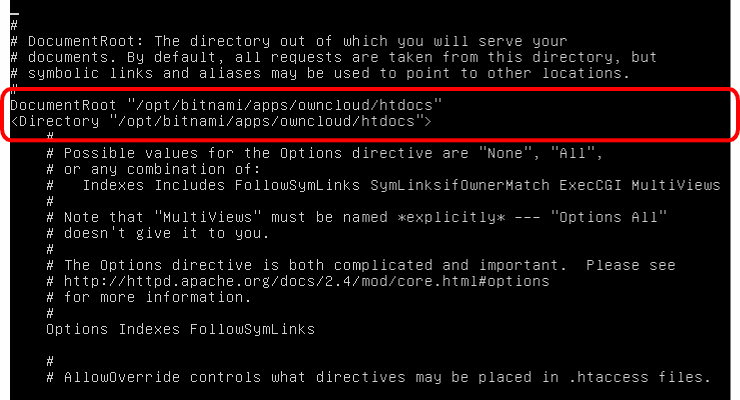 #
# DocumentRoot: The directory out of which you will serve your
# documents. By default, all requests are taken from this directory, but
# symbolic links and aliases may be used to point to other locations.
#
DocumentRoot "/opt/bitnami/apps/owncloud/htdocs"
<Directory "/opt/bitnami/apps/owncloud/htdocs">
    #
    # Possible values for the Options directive are "None", "All",
    # or any combination of:
    #   Indexes Includes FollowSymLinks SymLinksifOwnerMatch ExecCGI MultiViews
    #
    # Note that "MultiViews" must be named *explicitly* --- "Options All"
    # doesn't give it to you.
    #
    # The Options directive is both complicated and important.  Please see
    # http://httpd.apache.org/docs/2.4/mod/core.html#options
    # for more information.
    #
    Options Indexes FollowSymLinks

    #
    # AllowOverride controls what directives may be placed in .htaccess files.